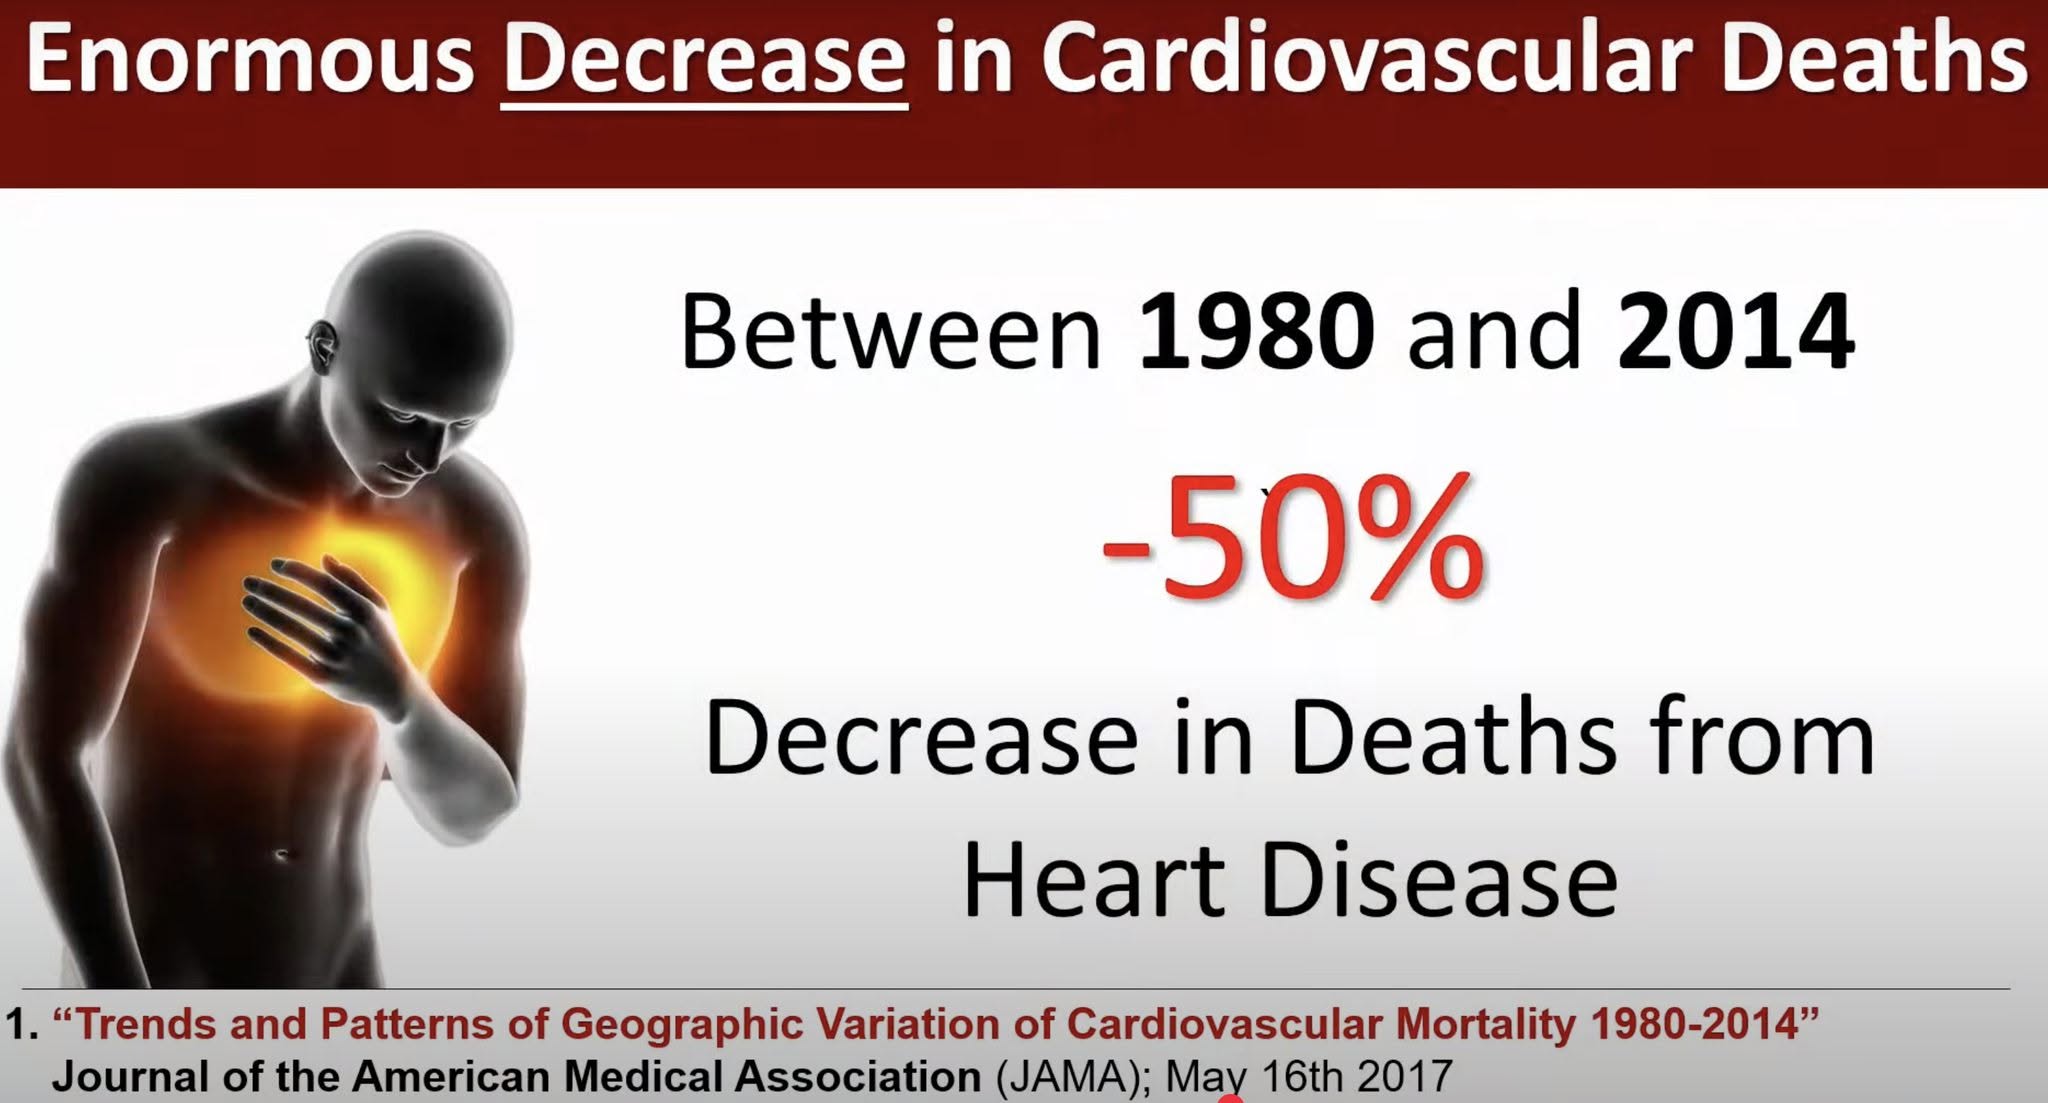 Enormous Decrease in Cardiovascular Deaths
Between 1980 and 2014
-50%
Decrease in Deaths from
Heart Disease
1. “Trends and Patterns of Geographic Variation of Cardiovascular Mortality 1980-2014”
Journal of the American Medical Association (JAMA); May 16th 2017